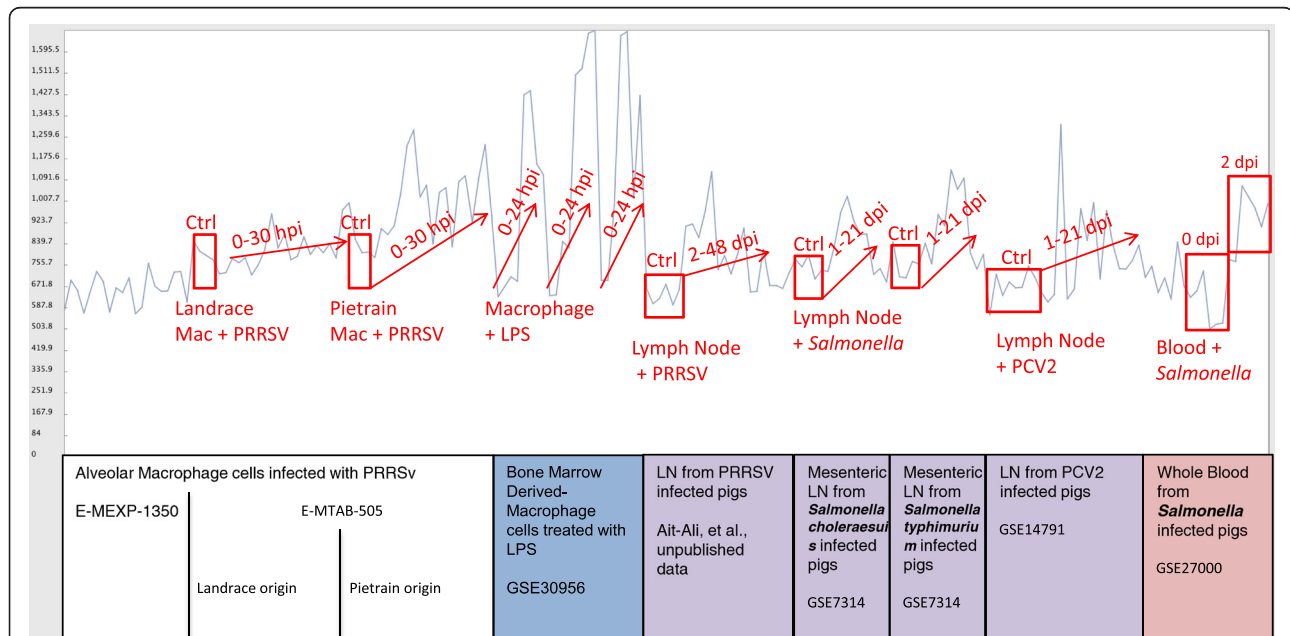 1,595.5
1,511.5
1,427.5
1,343.5
1,259.6
1,175.6
1,091.6
1,007.7
923.7
839.7
755.7
671.8
587.8
503.8
419.9
335.9
251.9
167.9
84
0
Ctrl
0-30 hpi
Landrace
Mac + PRRSV
Ctrl
0-30 hpi
Pietrain
Mac + PRRSV
0-24 hpi
0-24 hpi
0-24 hpi
Macrophage
+ LPS
Ctrl
2-48 dpi
Lymph Node
+ PRRSV
Ctrl
1-21 dpi
Lymph Node
+ Salmonella
Ctrl
1-21 dpi
Ctrl
1-21 dpi
Lymph Node
+ PCV2
0 dpi
2 dpi
Blood +
Salmonella
Alveolar Macrophage cells infected with PRRSv
E-MEXP-1350
E-MTAB-505
Landrace origin
Pietrain origin
Bone Marrow
Derived-
Macrophage
cells treated with
LPS
GSE30956
LN from PRRSV
infected pigs
Ait-Ali, et al.,
unpublished
data
Mesenteric
LN from
Salmonella
choleraesui
s infected
pigs
GSE7314
Mesenteric
LN from
Salmonella
typhimuriu
m infected
pigs
GSE7314
LN from PCV2
infected pigs
GSE14791
Whole Blood
from
Salmonella
infected pigs
GSE27000